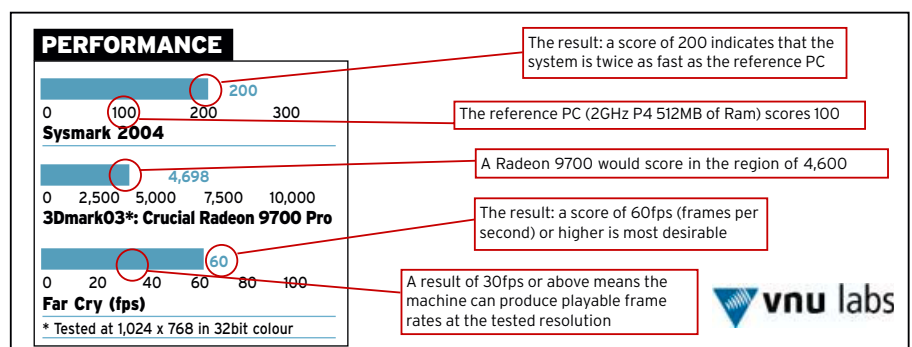 PERFORMANCE
200
0 100 200 300
Sysmark 2004
4,698
0 2,500 5,000 7,500 10,000
3Dmark03*: Crucial Radeon 9700 Pro
60
0 20 40 60 80 100
Far Cry (fps)
* Tested at 1,024 x 768 in 32bit colour
The result: a score of 200 indicates that the
system is twice as fast as the reference PC
The reference PC (2GHz P4 512MB of Ram) scores 100
A Radeon 9700 would score in the region of 4,600
The result: a score of 60fps (frames per
second) or higher is most desirable
A result of 30fps or above means the
machine can produce playable frame
rates at the tested resolution
vnu labs